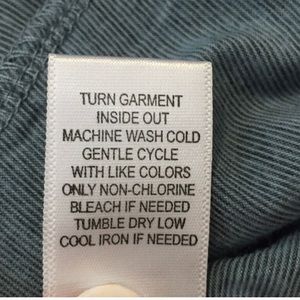 TURN GARMENT
INSIDE OUT
MACHINE WASH COLD
GENTLE CYCLE
WITH LIKE COLORS
ONLY NON-CHLORINE
BLEACH IF NEEDED
TUMBLE DRY LOW
COOL IRON IF NEEDED